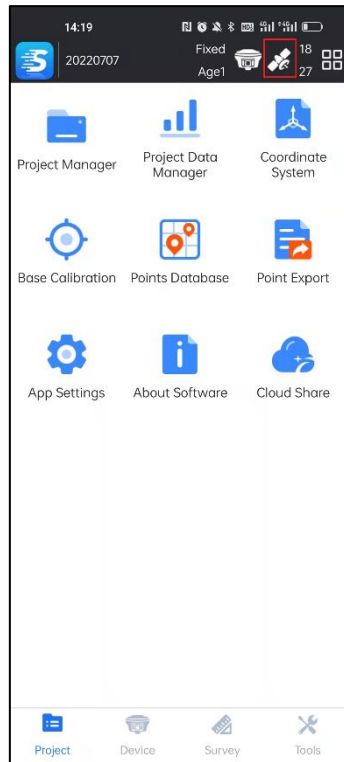 14:19
Fixed 18
20220707
Age1 27
Project Manager
Project Data
Manager
Coordinate
System
Base Calibration
Points Database
Point Export
App Settings
About Software
Cloud Share
Project
Device
Survey
Tools